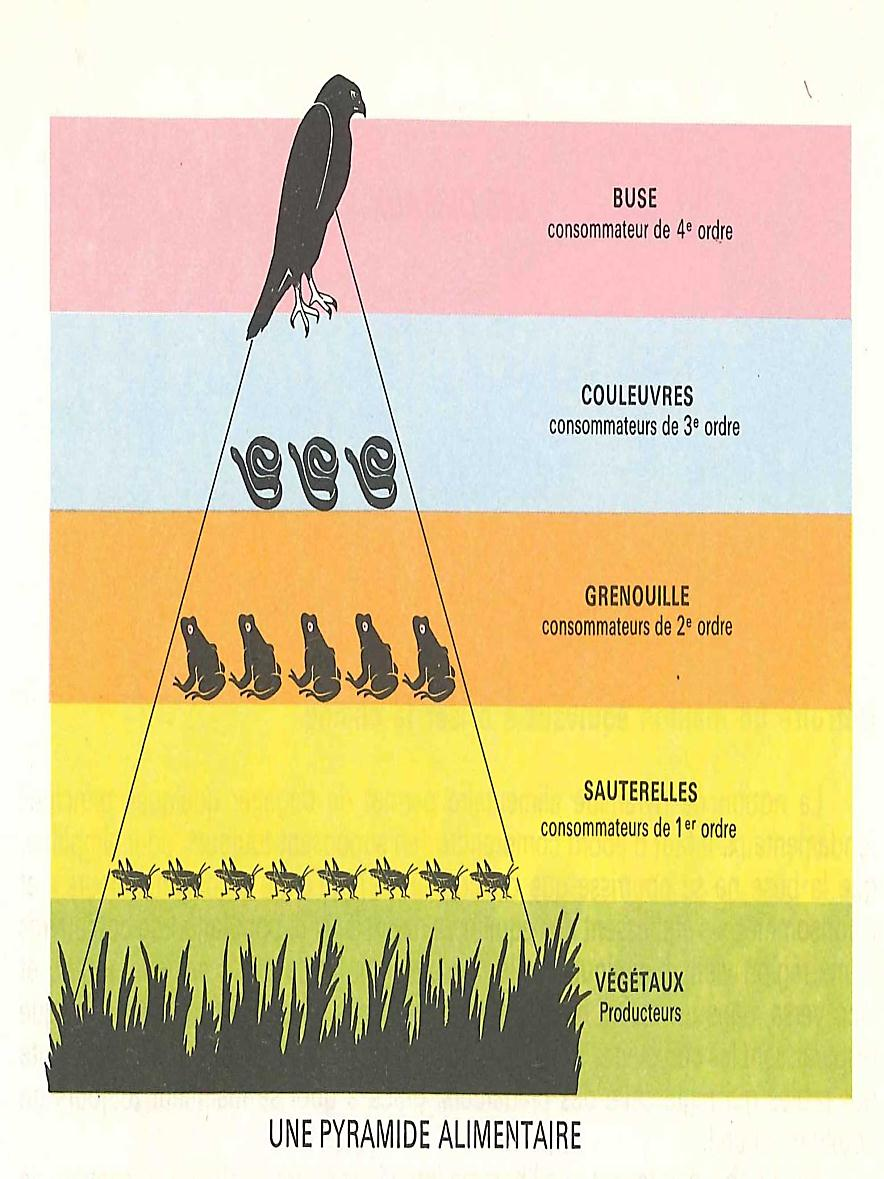 BUSE
consommateur de 4e ordre
COULEUVRES
consommateurs de 3e ordre
GRENOUILLE
consommateurs de 2e ordre
SAUTERELLES
consommateurs de 1er ordre
VÉGÉTAUX
Producteurs
UNE PYRAMIDE ALIMENTAIRE